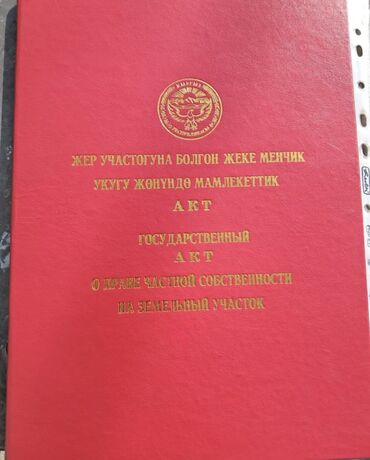 ЖЕР УЧАСТОГУНА БОЛГОН ЖЕКЕ МЕНЧИК
УКУГУ ЖӨНҮНДӨ МАМЛЕКЕТТИК
АКТ
ГОСУДАРСТВЕННЫЙ
АКТ
О ПРАВЕ ЧАСТНОЙ СОБСТВЕННОСТИ
НА ЗЕМЕЛЬНЫЙ УЧАСТОК